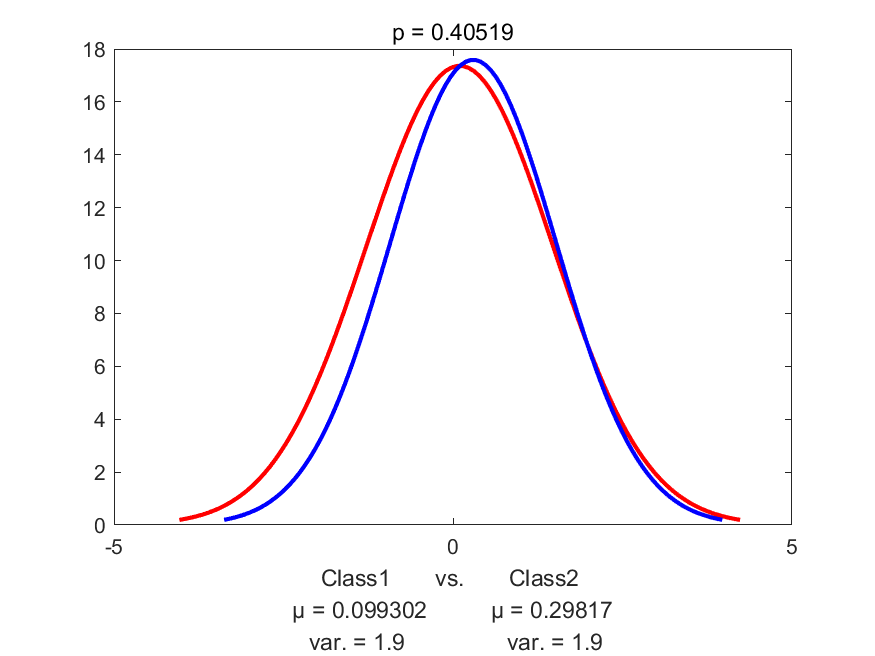 p = 0.40519
18
16
14
12
10
8
6
4
2
0
-5 0 5
Class1 vs. Class2
μ = 0.099302 μ = 0.29817
var. = 1.9 var. = 1.9